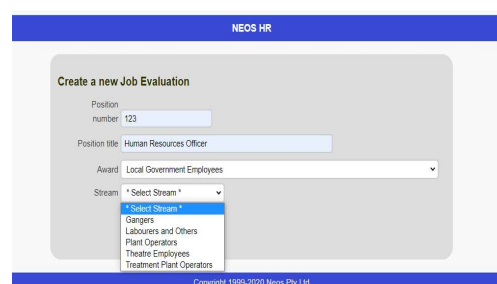 NEOS HR
Create a new Job Evaluation
Position
number 123
Position title Human Resources Officer
Award Local Government Employees
Stream * Select Stream *
* Select Stream *
Gangers
Labourers and Others
Plant Operators
Theatre Employees
Treatment Plant Operators
Copyright 1999-2020 Neos Pty Ltd